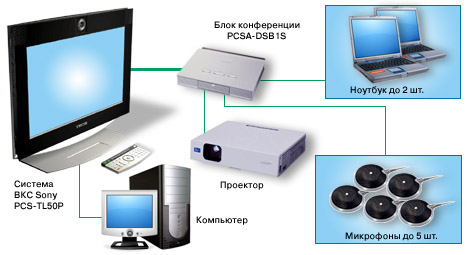 Блок конференции
PCSA-DSB1S
Ноутбук до 2 шт.
Проектор
Система
ВКС Sony
PCS-TL50P
Компьютер
Микрофоны до 5 шт.